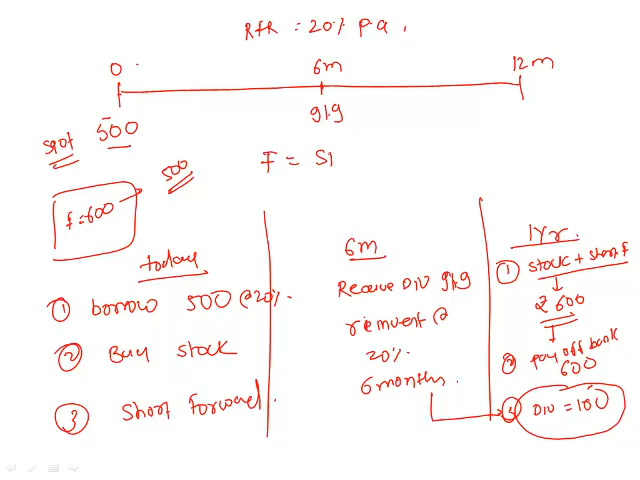 RfR = 20% p.a.
0 6m 12m
91.9
spot 500
F = S1
500
f=600
today
① borrow 500 @20%.
② Buy stock
③ Short forward.
6m
Receive DIV 91.9
reinvest @
20%.
6 months.
1yr.
① stock + short f
₹ 600
② pay off bank
600
③ DIV = 100